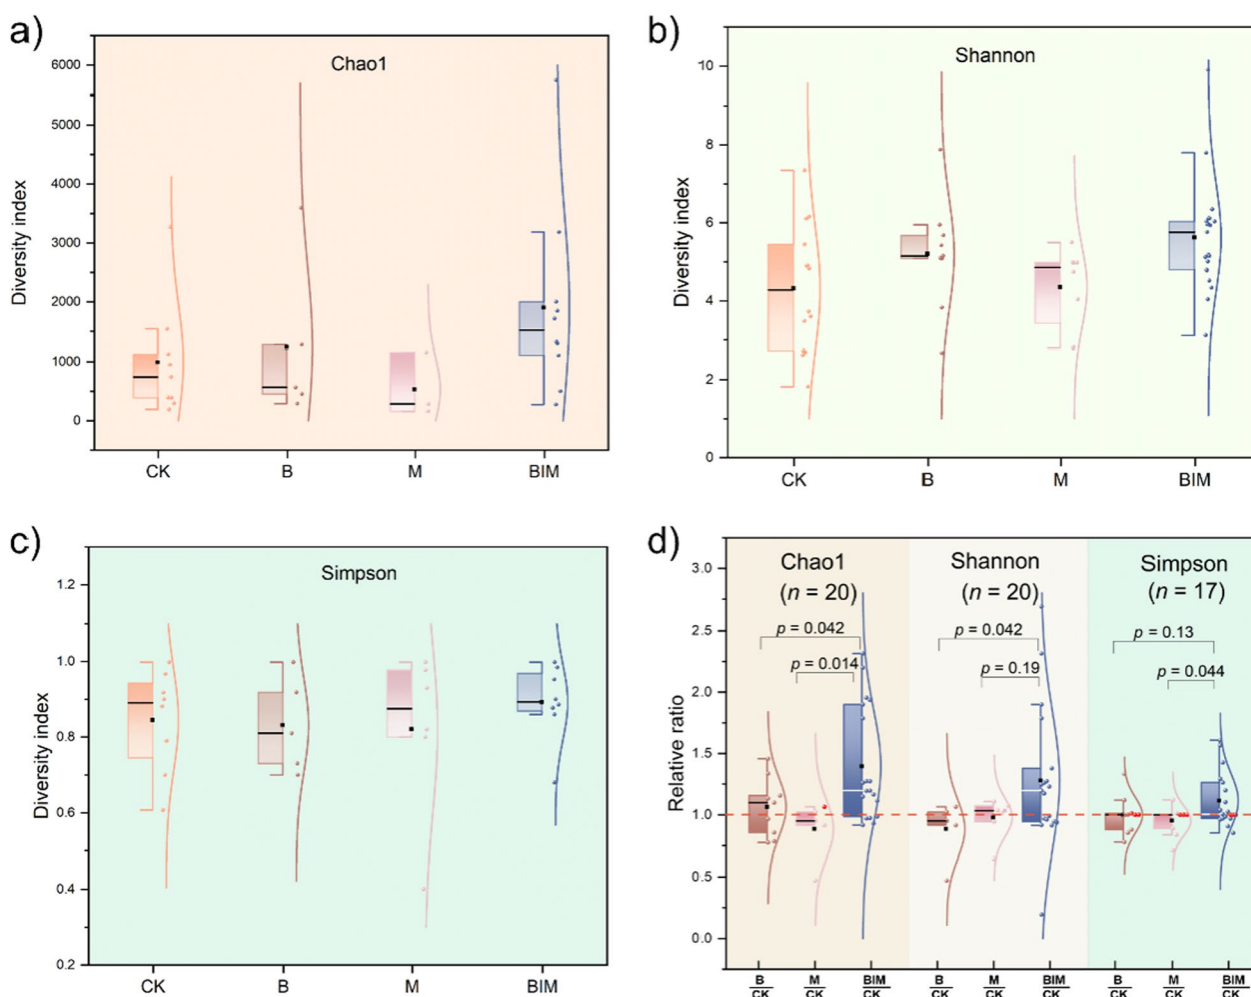 a)
Chao1
Diversity index
6000
5000
4000
3000
2000
1000
0
CK B M BIM
b)
Shannon
Diversity index
10
8
6
4
2
0
CK B M BIM
c)
Simpson
Diversity index
1.2
1.0
0.8
0.6
0.4
0.2
CK B M BIM
d)
Relative ratio
3.0
2.5
2.0
1.5
1.0
0.5
0.0
Chao1 Shannon Simpson
(n = 20) (n = 20) (n = 17)
p = 0.042 p = 0.042 p = 0.13
p = 0.014 p = 0.19 p = 0.044
B M BIM B M BIM B M BIM
CK CK CK CK CK CK CK CK CK